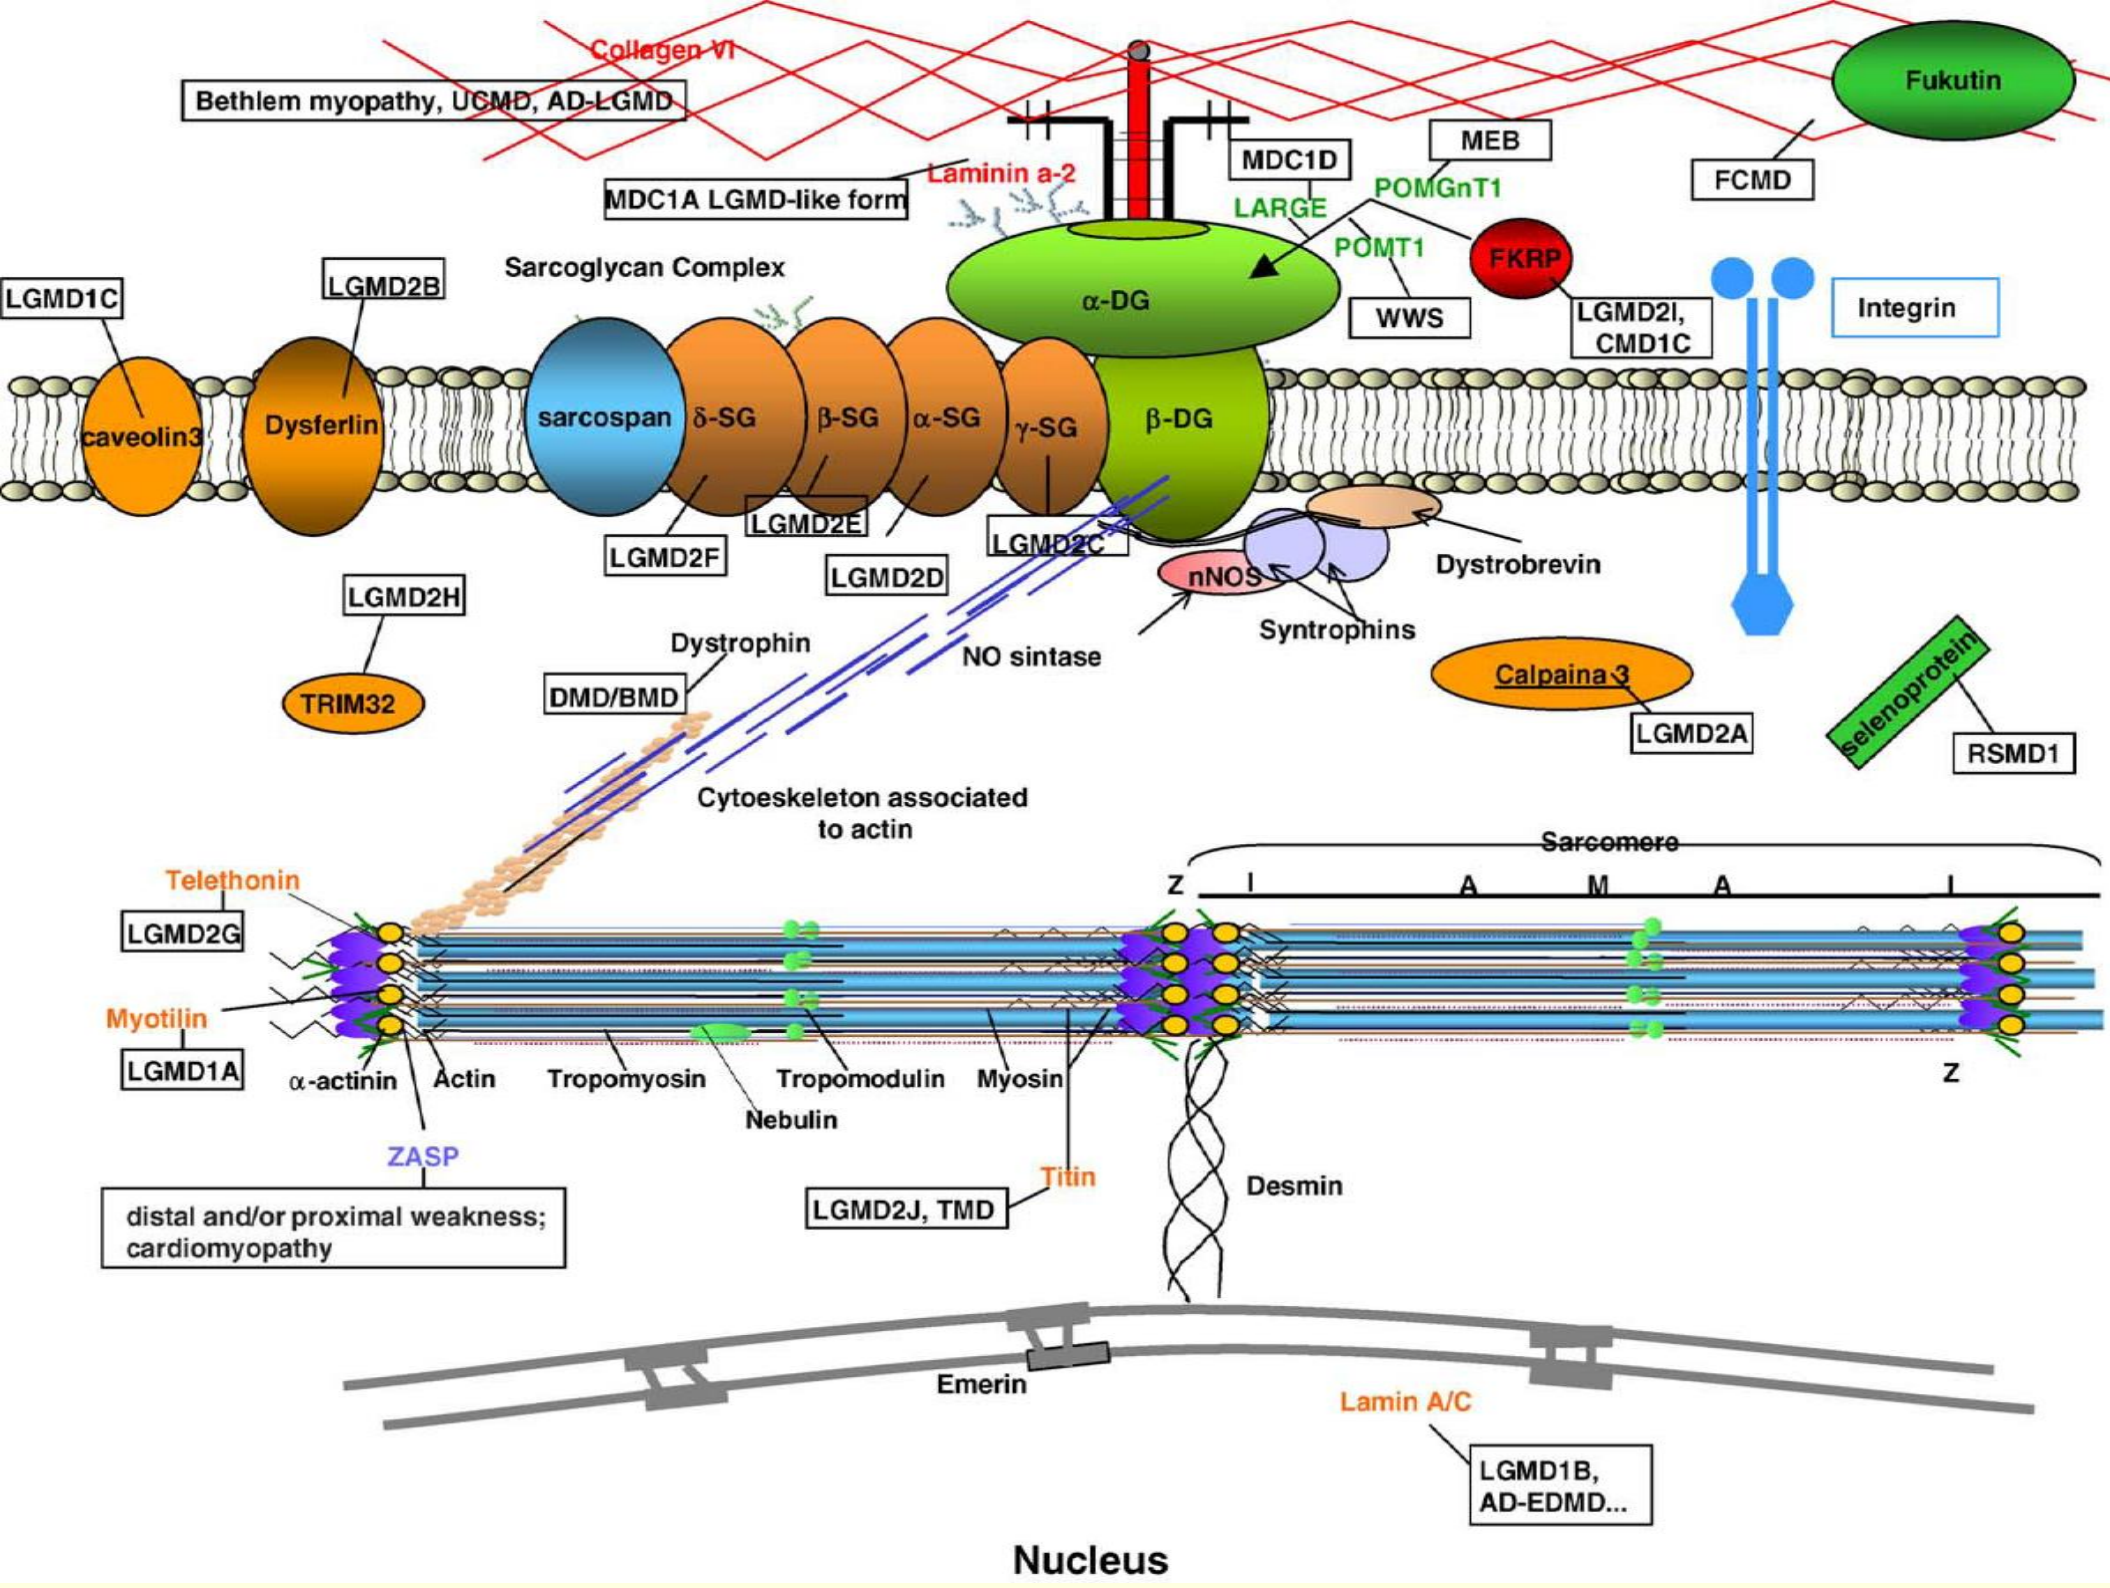 Collagen VI
Fukutin
Bethlem myopathy, UCMD, AD-LGMD
MEB
MDC1D
FCMD
Laminin a-2
MDC1A LGMD-like form
POMGnT1
LARGE
POMT1
FKRP
Sarcoglycan Complex
LGMD2B
LGMD1C
α-DG
WWS
LGMD2I,
CMD1C
Integrin
caveolin3
Dysferlin
sarcospan
δ-SG
β-SG
α-SG
γ-SG
β-DG
LGMD2E
LGMD2C
LGMD2F
LGMD2D
nNOS
Dystrobrevin
LGMD2H
Syntrophins
Dystrophin
NO sintase
TRIM32
DMD/BMD
Calpaina 3
LGMD2A
selenoprotein
RSMD1
Cytoeskeleton associated
to actin
Sarcomere
Telethonin
Z
I
A
M
A
I
LGMD2G
Myotilin
LGMD1A
α-actinin
Actin
Tropomyosin
Tropomodulin
Myosin
Z
Nebulin
ZASP
Titin
Desmin
LGMD2J, TMD
distal and/or proximal weakness;
cardiomyopathy
Emerin
Lamin A/C
LGMD1B,
AD-EDMD...
Nucleus